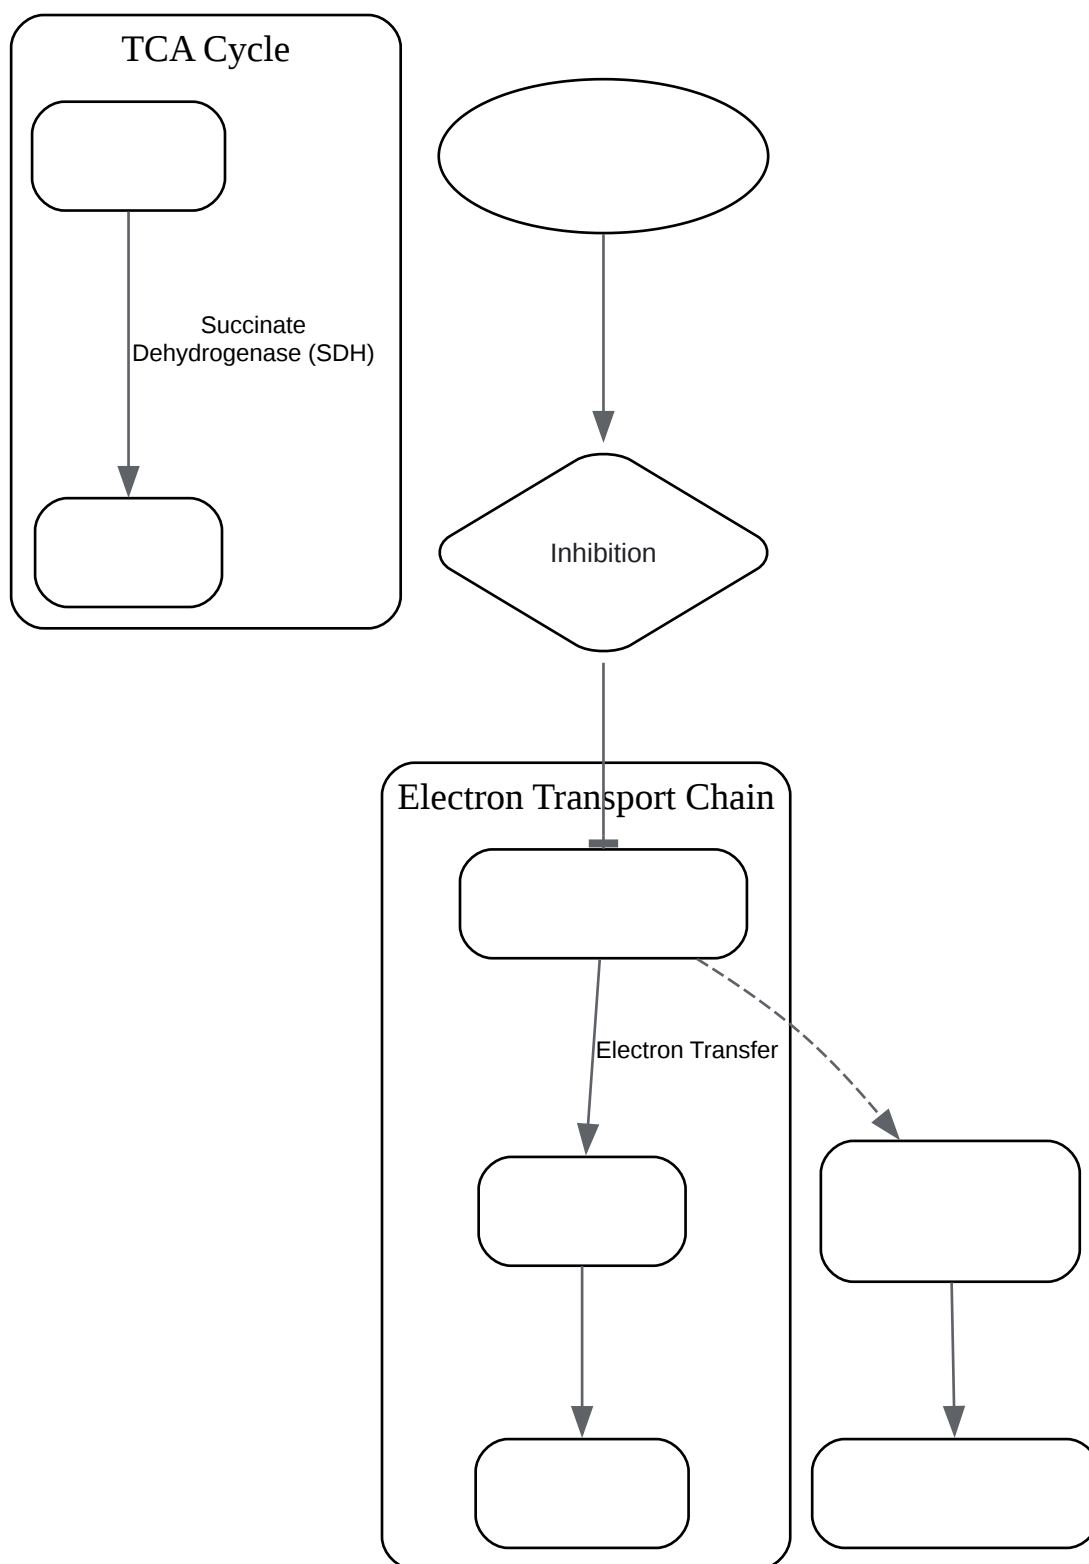 TCA Cycle
Succinate
Dehydrogenase (SDH)
Inhibition
Electron Transport Chain
Electron Transfer